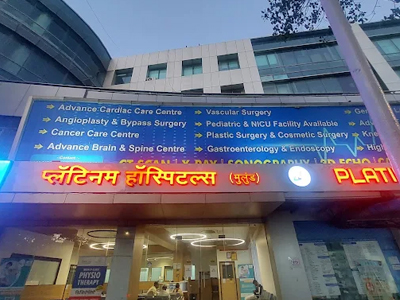 → Advance Cardiac Care Centre → Vascular Surgery
→ Angioplasty & Bypass Surgery → Pediatric & NICU Facility Available
→ Cancer Care Centre → Plastic Surgery & Cosmetic Surgery
→ Advance Brain & Spine Centre → Gastroenterology & Endoscopy
CT SCAN | X-RAY | SONOGRAPHY | 2D ECHO
प्लॅटिनम हॉस्पिटल्स (मुलुंड) PLATI
PHYSIO
THERAPY